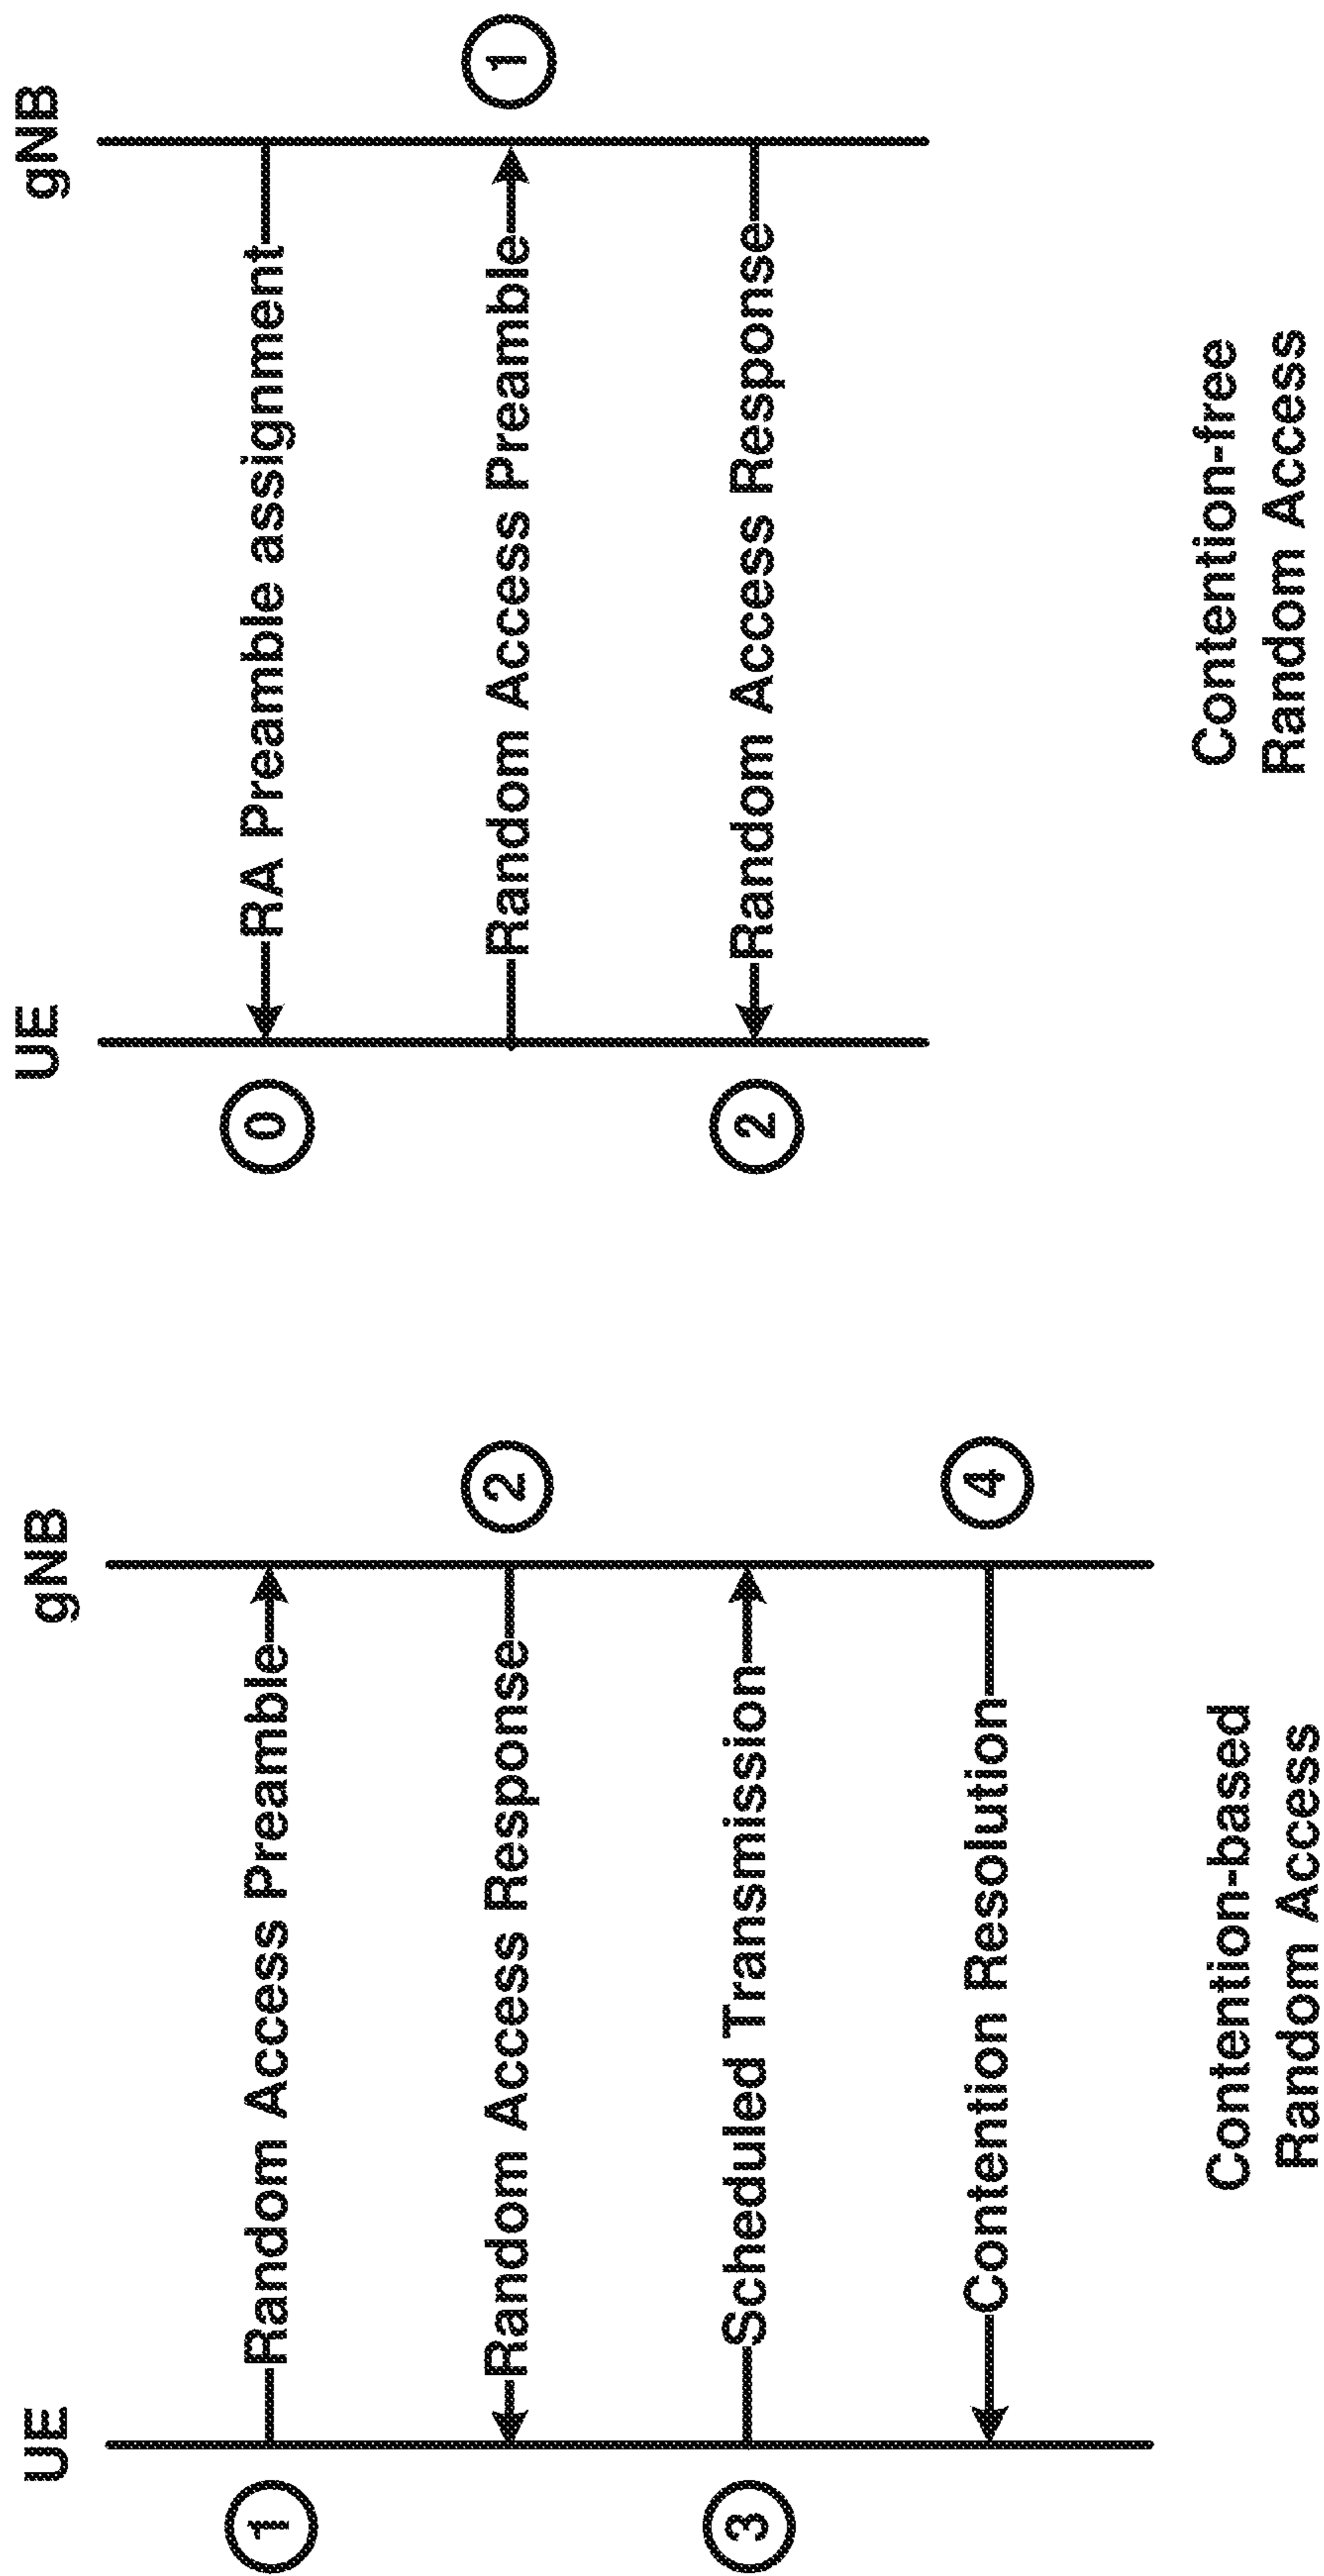 UE
gNB
1
Random Access Preamble
Random Access Response
2
3
Scheduled Transmission
Contention Resolution
4
Contention-based
Random Access
UE
gNB
0
RA Preamble assignment
Random Access Preamble
1
2
Random Access Response
Contention-free
Random Access